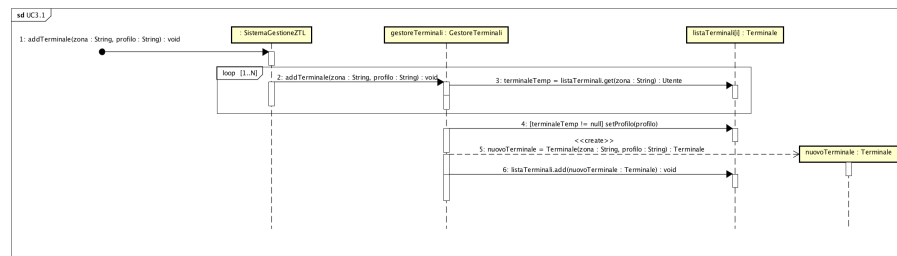 sd UC3.1
1: addTerminale(zona : String, profilo : String) : void
: SistemaGestioneZTL
gestoreTerminali : GestoreTerminali
listaTerminali[i] : Terminale
loop [1..N]
2: addTerminale(zona : String, profilo : String) : void
3: terminaleTemp = listaTerminali.get(zona : String) : Utente
4: [terminaleTemp != null] setProfilo(profilo)
<<create>>
5: nuovoTerminale = Terminale(zona : String, profilo : String) : Terminale
nuovoTerminale : Terminale
6: listaTerminali.add(nuovoTerminale : Terminale) : void